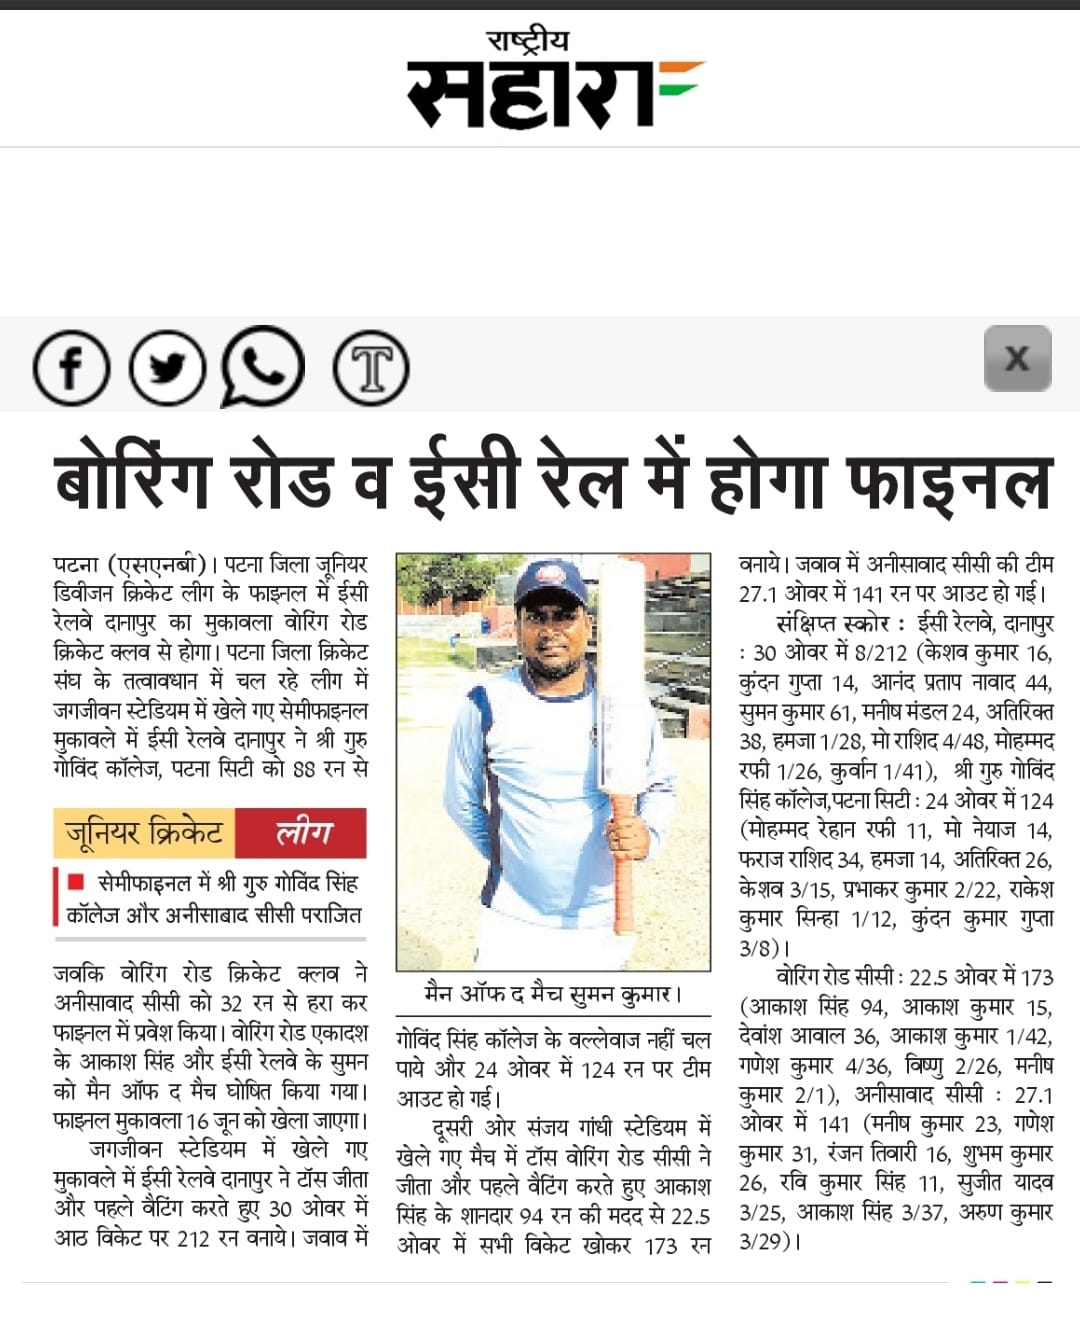 राष्ट्रीय
सहारा
f
T
X
बोरिंग रोड व ईसी रेल में होगा फाइनल
पटना (एसएनबी)। पटना जिला जूनियर
डिवीजन क्रिकेट लीग के फाइनल में ईसी
रेलवे दानापुर का मुकावला वोरिंग रोड
क्रिकेट क्लव से होगा। पटना जिला क्रिकेट
संघ के तत्वावधान में चल रहे लीग में
जगजीवन स्टेडियम में खेले गए सेमीफाइनल
मुकावले में ईसी रेलवे दानापुर ने श्री गुरु
गोविंद कॉलेज, पटना सिटी को 88 रन से
जूनियर क्रिकेट लीग
सेमीफाइनल में श्री गुरु गोविंद सिंह
कॉलेज और अनीसाबाद सीसी पराजित
जवकि वोरिंग रोड क्रिकेट क्लव ने
अनीसावाद सीसी को 32 रन से हरा कर
फाइनल में प्रवेश किया। वोरिंग रोड एकादश
के आकाश सिंह और ईसी रेलवे के सुमन
को मैन ऑफ द मैच घोषित किया गया।
फाइनल मुकावला 16 जून को खेला जाएगा।
जगजीवन स्टेडियम में खेले गए
मुकावले में ईसी रेलवे दानापुर ने टॉस जीता
और पहले वैटिंग करते हुए 30 ओवर में
आठ विकेट पर 212 रन वनाये। जवाव में
मैन ऑफ द मैच सुमन कुमार।
गोविंद सिंह कॉलेज के वल्लेवाज नहीं चल
पाये और 24 ओवर में 124 रन पर टीम
आउट हो गई।
दूसरी ओर संजय गांधी स्टेडियम में
खेले गए मैच में टॉस वोरिंग रोड सीसी ने
जीता और पहले वैटिंग करते हुए आकाश
सिंह के शानदार 94 रन की मदद से 22.5
ओवर में सभी विकेट खोकर 173 रन
वनाये। जवाव में अनीसावाद सीसी की टीम
27.1 ओवर में 141 रन पर आउट हो गई।
संक्षिप्त स्कोर : ईसी रेलवे, दानापुर
: 30 ओवर में 8/212 (केशव कुमार 16,
कुंदन गुप्ता 14, आनंद प्रताप नावाद 44,
सुमन कुमार 61, मनीष मंडल 24, अतिरिक्त
38, हमजा 1/28, मो राशिद 4/48, मोहम्मद
रफी 1/26, कुर्वान 1/41), श्री गुरु गोविंद
सिंह कॉलेज,पटना सिटी : 24 ओवर में 124
(मोहम्मद रेहान रफी 11, मो नेयाज 14,
फराज राशिद 34, हमजा 14, अतिरिक्त 26,
केशव 3/15, प्रभाकर कुमार 2/22, राकेश
कुमार सिन्हा 1/12, कुंदन कुमार गुप्ता
3/8)।
वोरिंग रोड सीसी : 22.5 ओवर में 173
(आकाश सिंह 94, आकाश कुमार 15,
देवांश आवाल 36, आकाश कुमार 1/42,
गणेश कुमार 4/36, विष्णु 2/26, मनीष
कुमार 2/1), अनीसावाद सीसी : 27.1
ओवर में 141 (मनीष कुमार 23, गणेश
कुमार 31, रंजन तिवारी 16, शुभम कुमार
26, रवि कुमार सिंह 11, सुजीत यादव
3/25, आकाश सिंह 3/37, अरुण कुमार
3/29)।